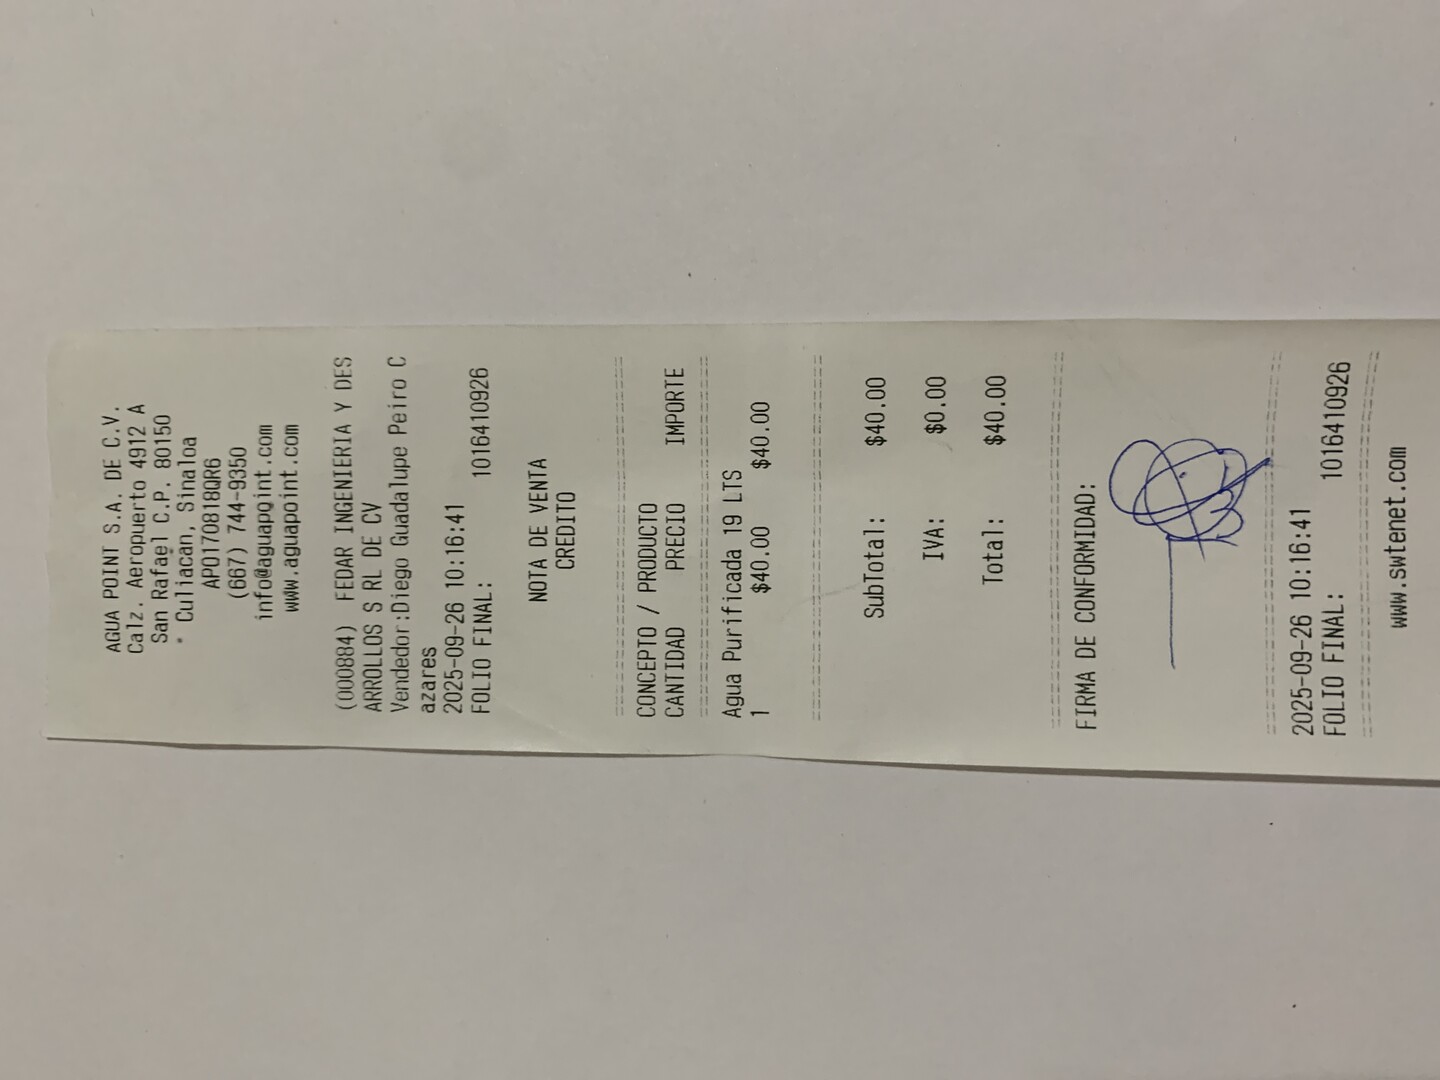 AGUA POINT S.A. DE C.V.
Calz. Aeropuerto 4912 A
San Rafael C.P. 80150
Culiacán, Sinaloa
APO170818QR6
(667) 744-9350
info@aguapoint.com
www.aguapoint.com
(000884) FEDAR INGENIERIA Y DES
ARROLLOS S RL DE CV
Vendedor:Diego Guadalupe Peiro C
azares
2025-09-26 10:16:41
FOLIO FINAL: 1016410926
NOTA DE VENTA
CREDITO
CONCEPTO / PRODUCTO
CANTIDAD PRECIO IMPORTE
Agua Purificada 19 LTS
1 $40.00 $40.00
SubTotal: $40.00
IVA: $0.00
Total: $40.00
FIRMA DE CONFORMIDAD:
2025-09-26 10:16:41
FOLIO FINAL: 1016410926
www.swtenet.com